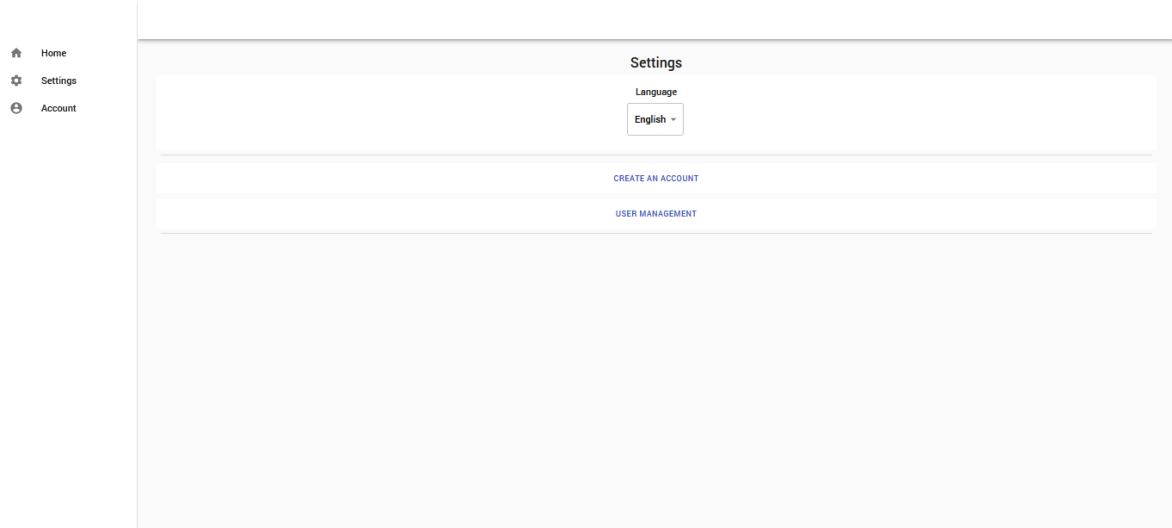 Home
Settings
Account
Settings
Language
English
CREATE AN ACCOUNT
USER MANAGEMENT